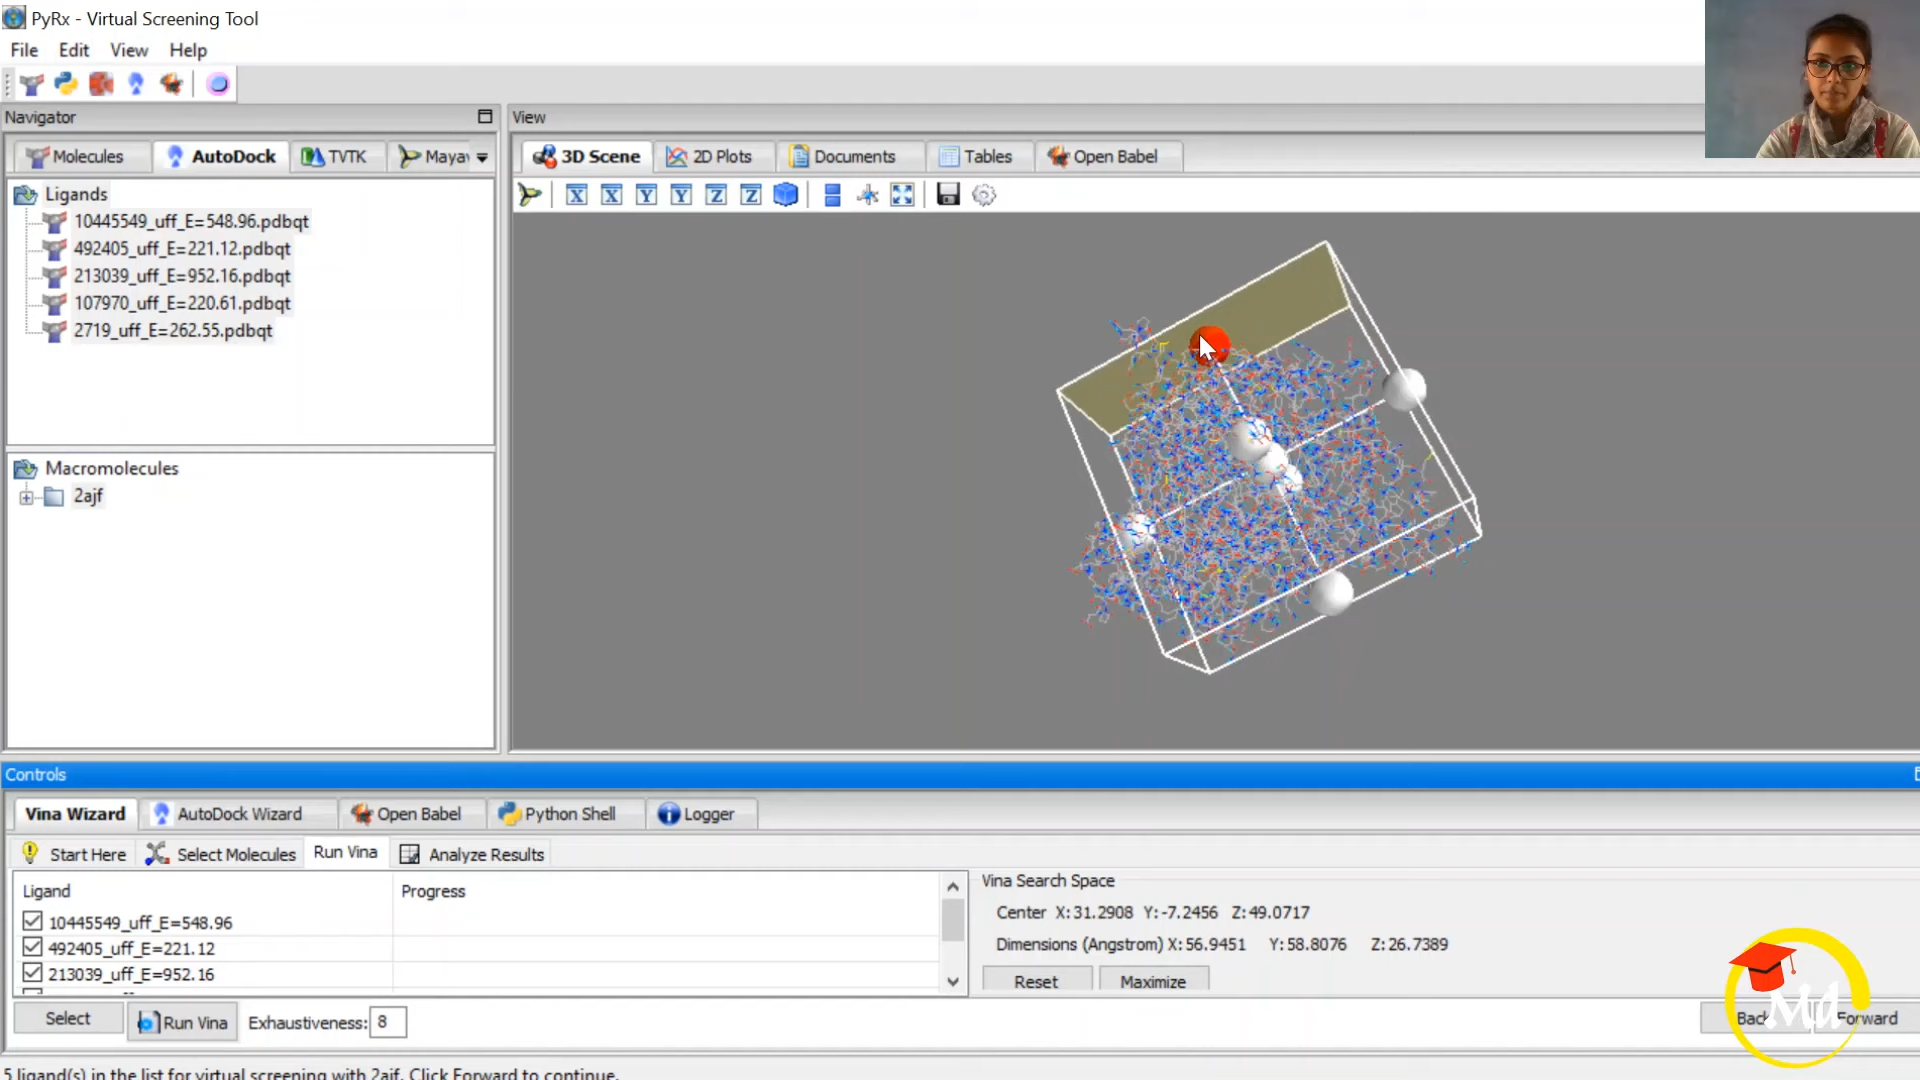 PyRx - Virtual Screening Tool
File Edit View Help
Navigator
View
Molecules AutoDock TVTK Mayav
3D Scene 2D Plots Documents Tables Open Babel
X X Y Y Z Z
Ligands
10445549_uff_E=548.96.pdbqt
492405_uff_E=221.12.pdbqt
213039_uff_E=952.16.pdbqt
107970_uff_E=220.61.pdbqt
2719_uff_E=262.55.pdbqt
Macromolecules
2ajf
Controls
Vina Wizard AutoDock Wizard Open Babel Python Shell Logger
Start Here Select Molecules Run Vina Analyze Results
Ligand Progress
10445549_uff_E=548.96
492405_uff_E=221.12
213039_uff_E=952.16
Vina Search Space
Center X:31.2908 Y:-7.2456 Z:49.0717
Dimensions (Angstrom) X:56.9451 Y:58.8076 Z:26.7389
Reset Maximize
Select Run Vina Exhaustiveness: 8
Back Forward
Md
5 ligand(s) in the list for virtual screening with 2ajf. Click Forward to continue.